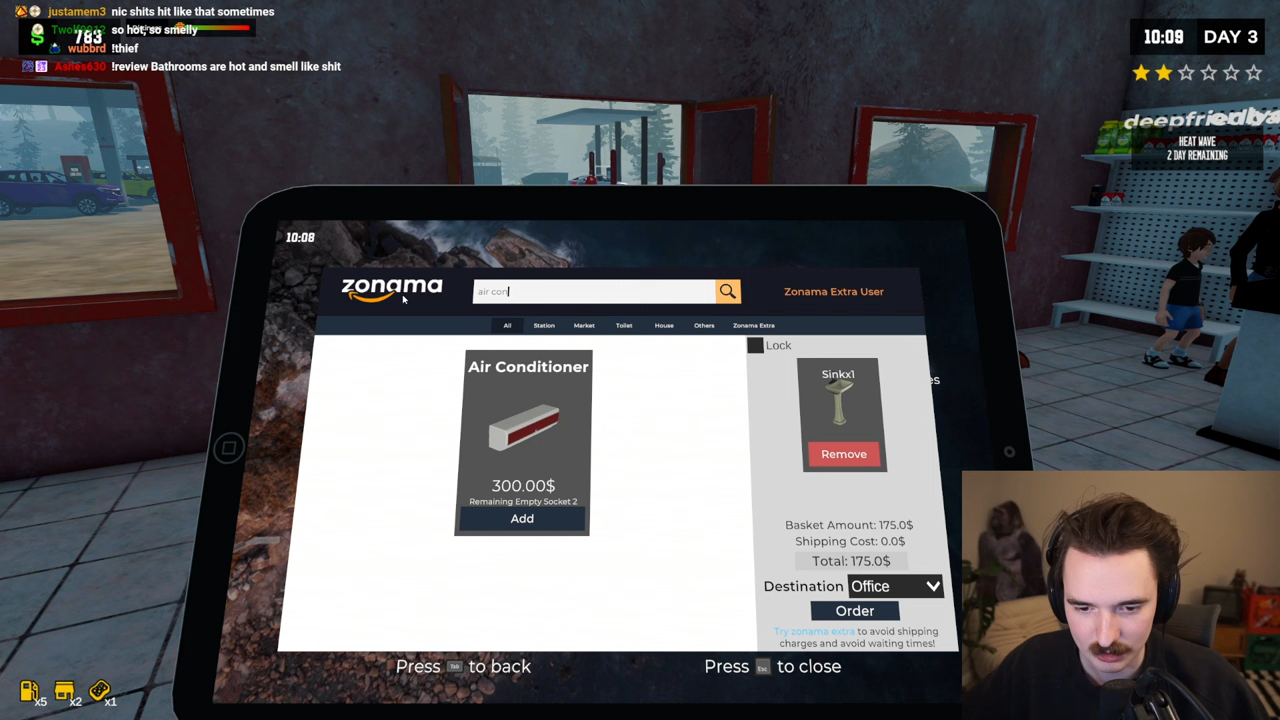 justamem3 nic shits hit like that sometimes
so hot, so smelly
$ 783
wubbrd !thief
Ashes630 !review Bathrooms are hot and smell like shit
10:09 DAY 3
HEAT WAVE
2 DAY REMAINING
10:08
zonama
air con
Zonama Extra User
All Station Market Toilet House Others Zonama Extra
Lock
Air Conditioner
Sinkx1
es
Remove
300.00$
Remaining Empty Socket 2
Add
Basket Amount: 175.0$
Shipping Cost: 0.0$
Total: 175.0$
Destination Office
Order
Try zonama extra to avoid shipping
charges and avoid waiting times!
Press Tab to back
Press Esc to close
x5 x2 x1